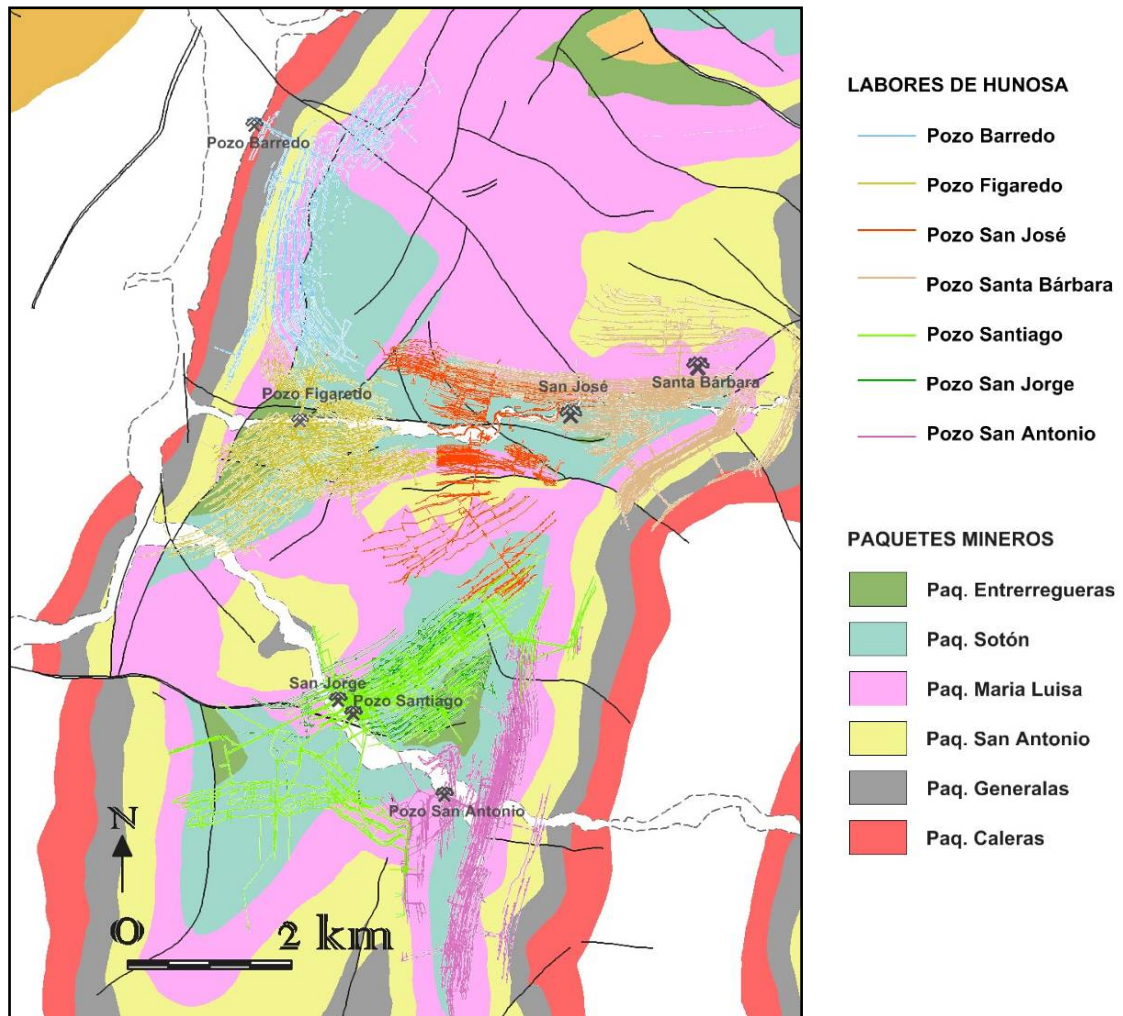 Pozo Barredo
Pozo Figaredo
San José
Santa Bárbara
San Jorge
Pozo Santiago
Pozo San Antonio
N
0
2 km
LABORES DE HUNOSA
Pozo Barredo
Pozo Figaredo
Pozo San José
Pozo Santa Bárbara
Pozo Santiago
Pozo San Jorge
Pozo San Antonio
PAQUETES MINEROS
Paq. Entrerregueras
Paq. Sotón
Paq. Maria Luisa
Paq. San Antonio
Paq. Generalas
Paq. Caleras